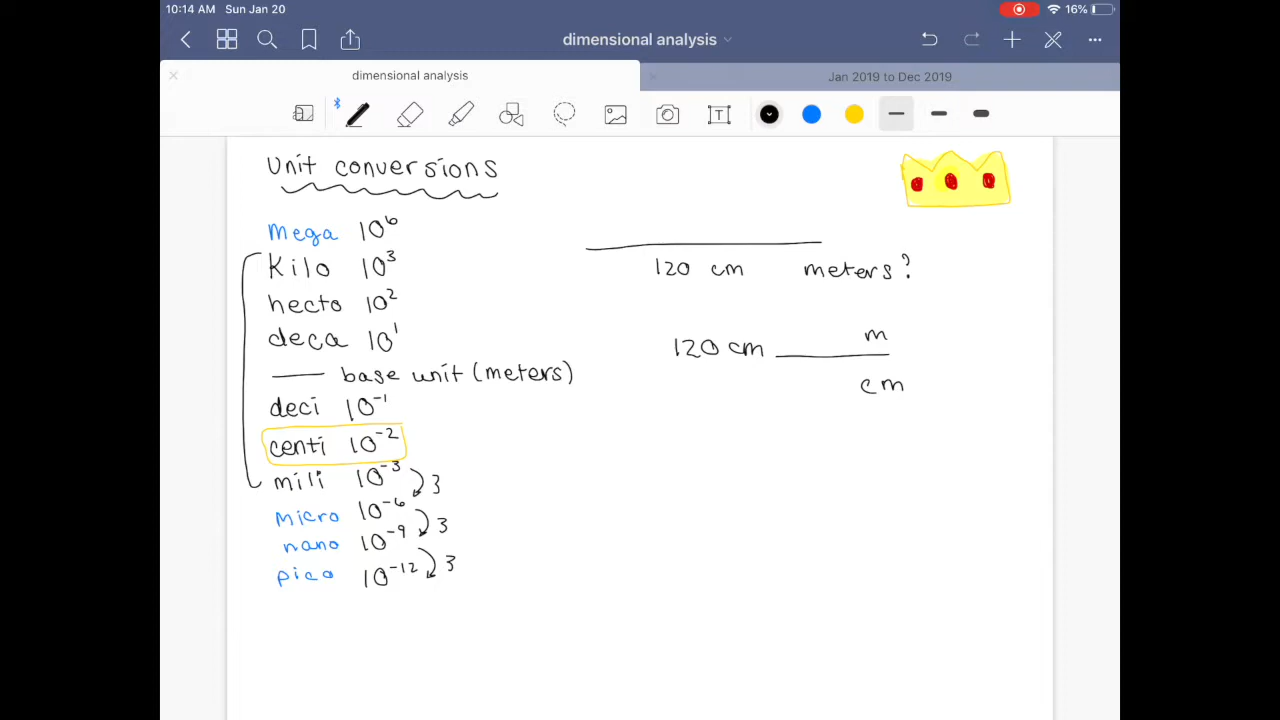 10:14 AM Sun Jan 20
16%
dimensional analysis
dimensional analysis
Jan 2019 to Dec 2019
T
Unit conversions
Mega 10⁶
Kilo 10³
hecto 10²
deca 10¹
base unit (meters)
deci 10⁻¹
centi 10⁻²
mili 10⁻³ 3
micro 10⁻⁶ 3
nano 10⁻⁹ 3
pico 10⁻¹²
120 cm meters?
120 cm m
cm